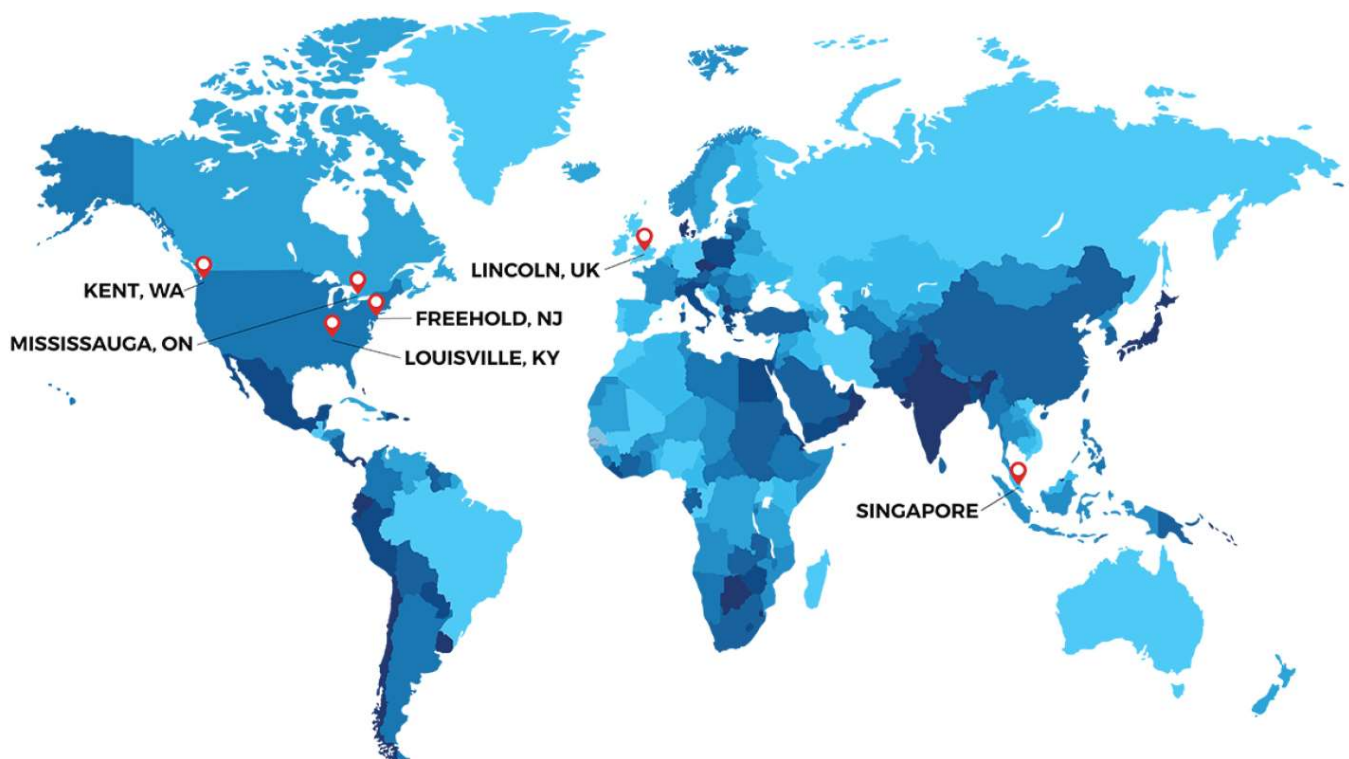 LINCOLN, UK
KENT, WA
FREEHOLD, NJ
MISSISSAUGA, ON
LOUISVILLE, KY
SINGAPORE